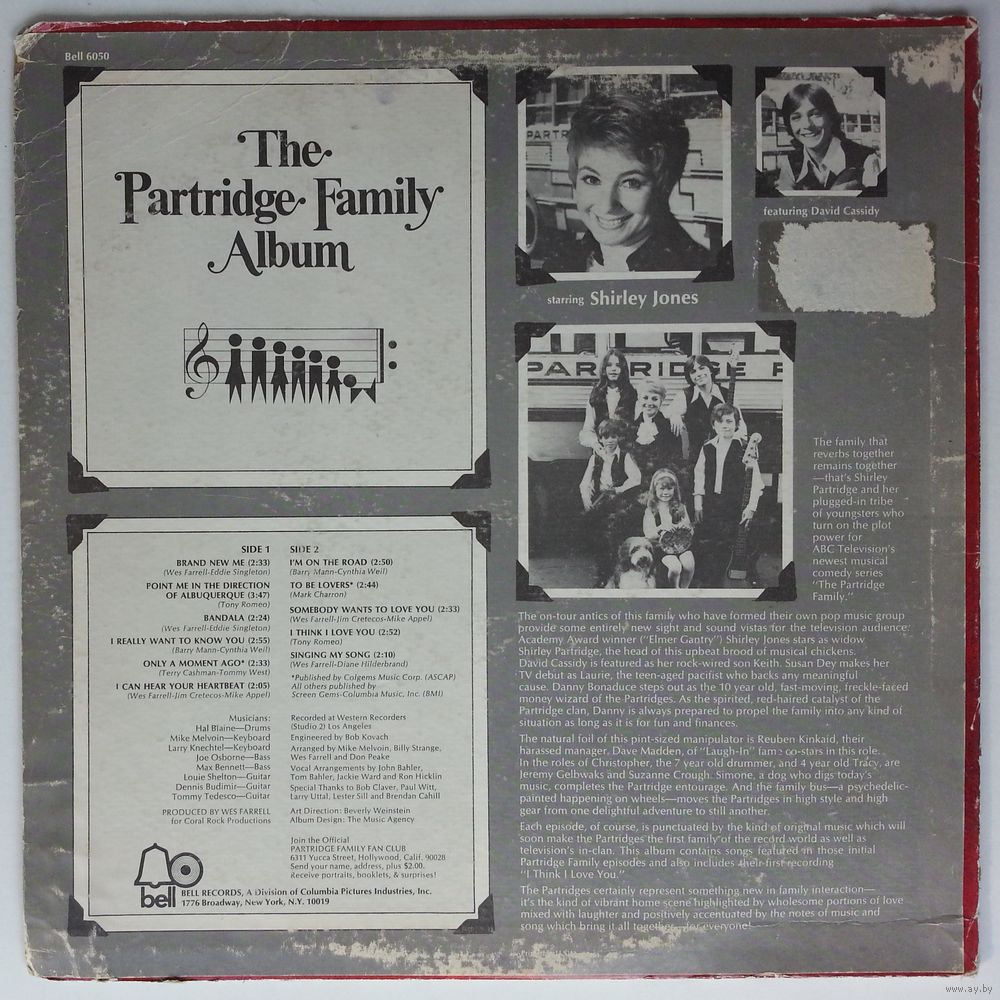 Bell 6050
The
Partridge Family
Album
PARTR
starring Shirley Jones
featuring David Cassidy
PARTRIDGE F
The family that
reverbs together
remains together
—that's Shirley
Partridge and her
plugged-in tribe
of youngsters who
turn on the plot
power for
ABC Television's
newest musical
comedy series
"The Partridge
Family."
SIDE 1
BRAND NEW ME (2:33)
(Wes Farrell-Eddie Singleton)
POINT ME IN THE DIRECTION
OF ALBUQUERQUE (3:47)
(Tony Romeo)
BANDALA (2:24)
(Wes Farrell-Eddie Singleton)
I REALLY WANT TO KNOW YOU (2:55)
(Barry Mann-Cynthia Weil)
ONLY A MOMENT AGO* (2:33)
(Terry Cashman-Tommy West)
I CAN HEAR YOUR HEARTBEAT (2:05)
(Wes Farrell-Jim Cretecos-Mike Appel)
SIDE 2
I'M ON THE ROAD (2:50)
(Barry Mann-Cynthia Weil)
TO BE LOVERS* (2:44)
(Mark Charron)
SOMEBODY WANTS TO LOVE YOU (2:33)
(Wes Farrell-Jim Cretecos-Mike Appel)
I THINK I LOVE YOU (2:52)
(Tony Romeo)
SINGING MY SONG (2:10)
(Wes Farrell-Diane Hilderbrand)
*Published by Colgems Music Corp. (ASCAP)
All others published by
Screen Gems-Columbia Music, Inc. (BMI)
Musicians:
Hal Blaine—Drums
Mike Melvoin—Keyboard
Larry Knechtel—Keyboard
Joe Osborne—Bass
Max Bennett—Bass
Louie Shelton—Guitar
Dennis Budimir—Guitar
Tommy Tedesco—Guitar
PRODUCED BY WES FARRELL
for Coral Rock Productions
Recorded at Western Recorders
(Studio 2) Los Angeles
Engineered by Bob Kovach
Arranged by Mike Melvoin, Billy Strange,
Wes Farrell and Don Peake
Vocal Arrangements by John Bahler,
Tom Bahler, Jackie Ward and Ron Hicklin
Special Thanks to Bob Claver, Paul Witt,
Larry Uttal, Lester Sill and Brendan Cahill
Art Direction: Beverly Weinstein
Album Design: The Music Agency
Join the Official
PARTRIDGE FAMILY FAN CLUB
6311 Yucca Street, Hollywood, Calif. 90028
Send your name, address, plus $2.00.
Receive portraits, booklets, & surprises!
bell
BELL RECORDS, A Division of Columbia Pictures Industries, Inc.
1776 Broadway, New York, N.Y. 10019
The on-tour antics of this family who have formed their own pop music group
provide some entirely new sight and sound vistas for the television audience.
Academy Award winner ("Elmer Gantry") Shirley Jones stars as widow
Shirley Partridge, the head of this upbeat brood of musical chickens.
David Cassidy is featured as her rock-wired son Keith. Susan Dey makes her
TV debut as Laurie, the teen-aged pacifist who backs any meaningful
cause. Danny Bonaduce steps out as the 10 year old, fast-moving, freckle-faced
money wizard of the Partridges. As the spirited, red-haired catalyst of the
Partridge clan, Danny is always prepared to propel the family into any kind of
situation as long as it is for fun and finances.
The natural foil of this pint-sized manipulator is Reuben Kinkaid, their
harassed manager. Dave Madden, of "Laugh-In" fame co-stars in this role.
In the roles of Christopher, the 7 year old drummer, and 4 year old Tracy, are
Jeremy Gelbwaks and Suzanne Crough. Simone, a dog who digs today's
music, completes the Partridge entourage. And the family bus—a psychedelic-
painted happening on wheels—moves the Partridges in high style and high
gear from one delightful adventure to still another.
Each episode, of course, is punctuated by the kind of original music which will
soon make the Partridges the first family of the record world as well as
television's in-clan. This album contains songs featured on those initial
Partridge Family episodes and also includes their first recording
"I Think I Love You."
The Partridges certainly represent something new in family interaction—
it's the kind of vibrant home scene highlighted by wholesome portions of love
mixed with laughter and positively accentuated by the notes of music and
song which bring it all together—for everyone!
www.ay.by